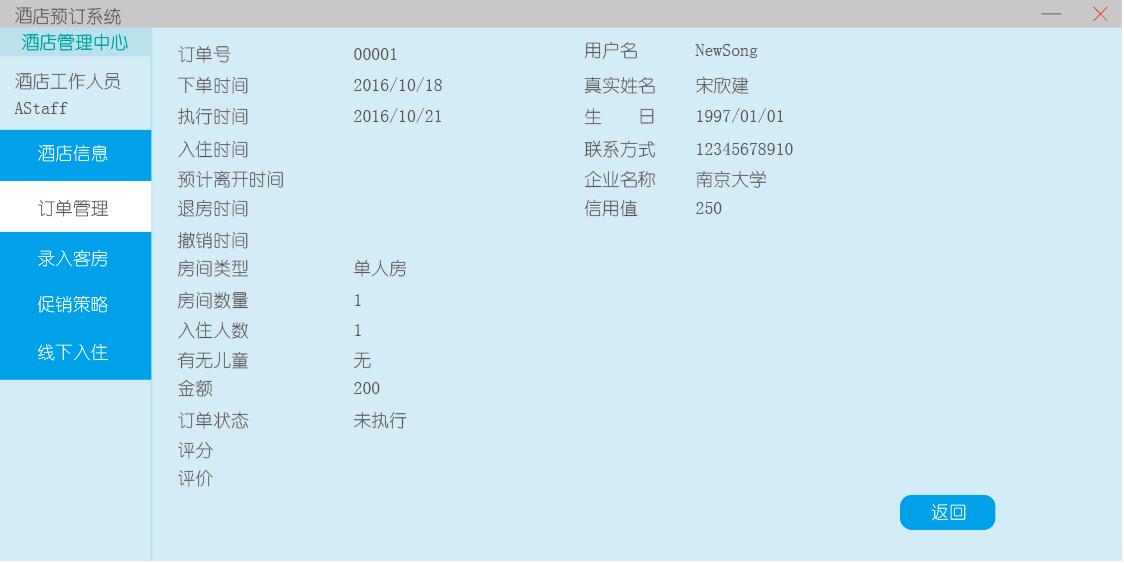 酒店预订系统
酒店管理中心
酒店工作人员
AStaff
酒店信息
订单管理
录入客房
促销策略
线下入住
订单号 00001
下单时间 2016/10/18
执行时间 2016/10/21
入住时间
预计离开时间
退房时间
撤销时间
房间类型 单人房
房间数量 1
入住人数 1
有无儿童 无
金额 200
订单状态 未执行
评分
评价
用户名 NewSong
真实姓名 宋欣建
生 日 1997/01/01
联系方式 12345678910
企业名称 南京大学
信用值 250
返回